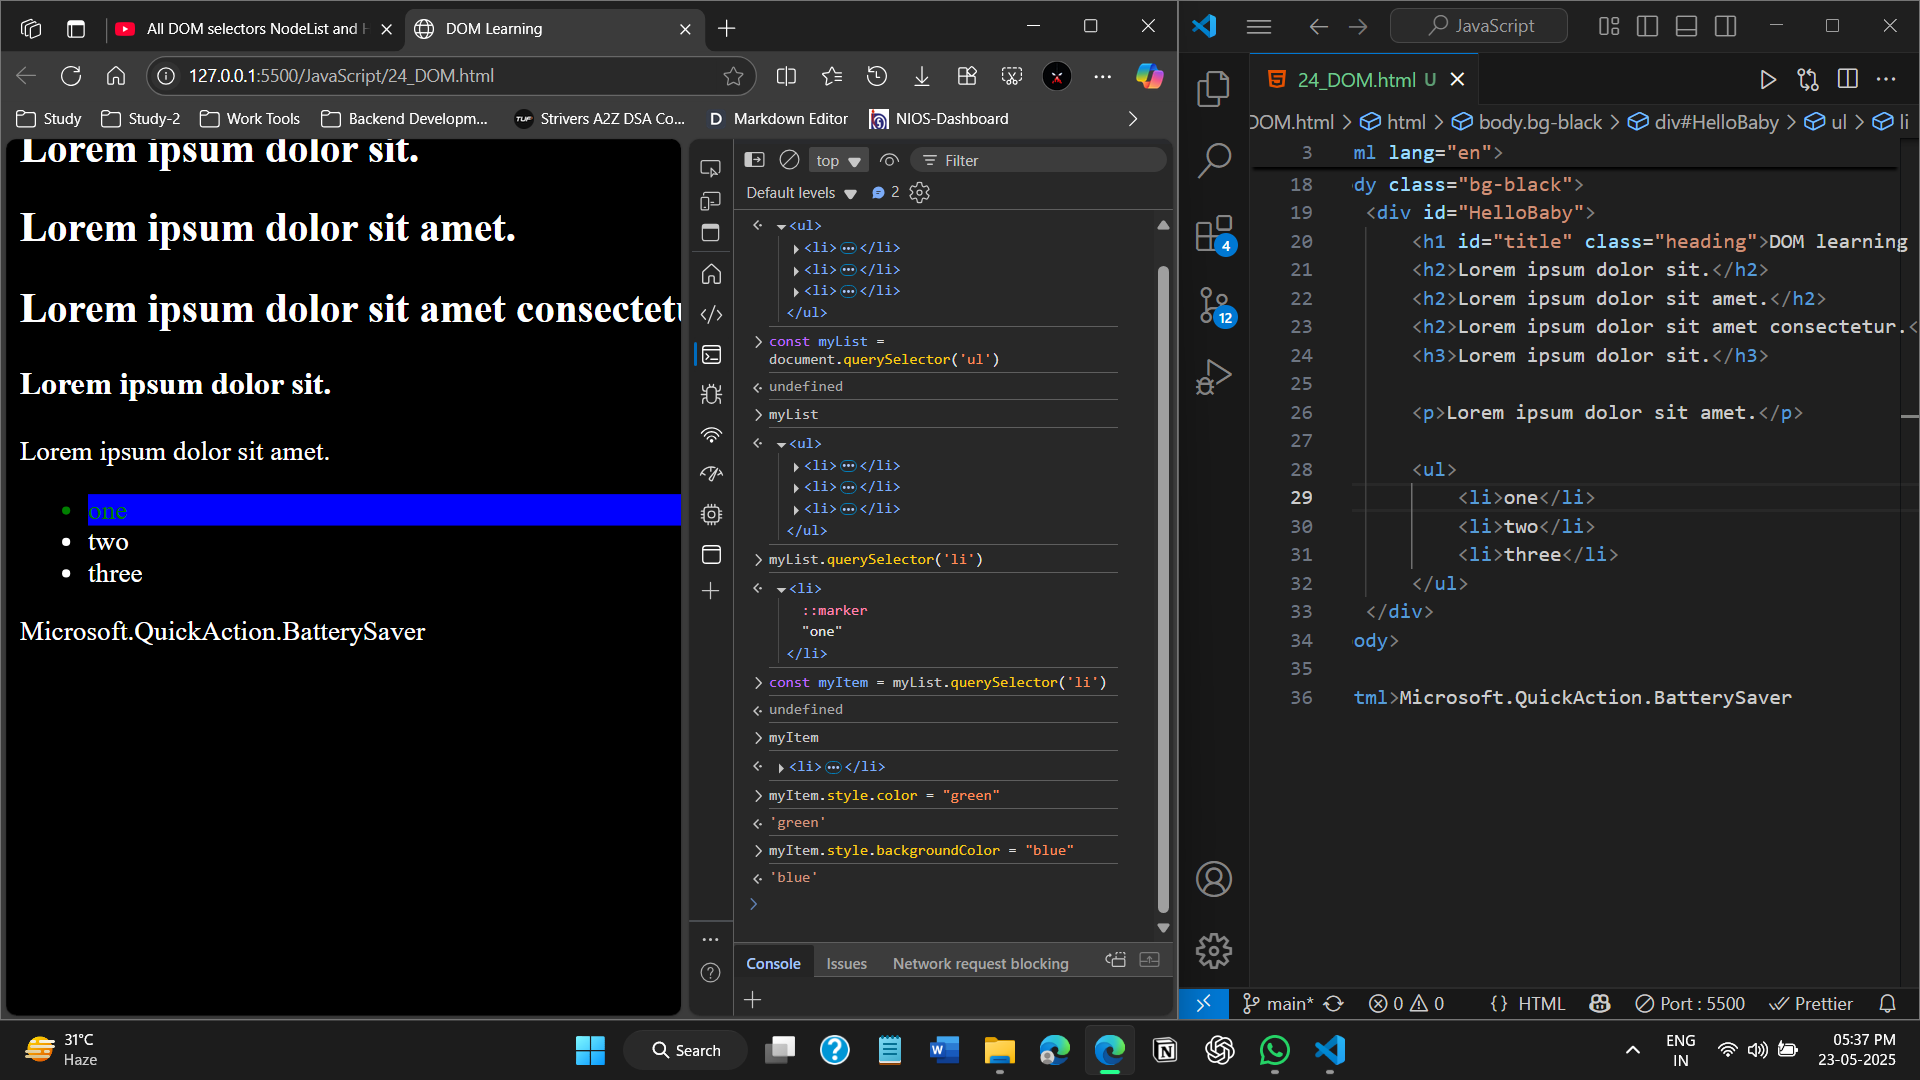 All DOM selectors NodeList and H
DOM Learning
127.0.0.1:5500/JavaScript/24_DOM.html
Study
Study-2
Work Tools
Backend Developm...
TUF
Strivers A2Z DSA Co...
D
Markdown Editor
NIOS-Dashboard
Lorem ipsum dolor sit.
Lorem ipsum dolor sit amet.
Lorem ipsum dolor sit amet consectetu
Lorem ipsum dolor sit.
Lorem ipsum dolor sit amet.
one
two
three
Microsoft.QuickAction.BatterySaver
top
Filter
Default levels
2
<ul>
<li>…</li>
<li>…</li>
<li>…</li>
</ul>
const myList =
document.querySelector('ul')
undefined
myList
<ul>
<li>…</li>
<li>…</li>
<li>…</li>
</ul>
myList.querySelector('li')
<li>
::marker
"one"
</li>
const myItem = myList.querySelector('li')
undefined
myItem
<li>…</li>
myItem.style.color = "green"
'green'
myItem.style.backgroundColor = "blue"
'blue'
Console
Issues
Network request blocking
JavaScript
24_DOM.html U
DOM.html > html > body.bg-black > div#HelloBaby > ul > li
4
12
3 ml lang="en">
18 dy class="bg-black">
19 <div id="HelloBaby">
20 <h1 id="title" class="heading">DOM learning
21 <h2>Lorem ipsum dolor sit.</h2>
22 <h2>Lorem ipsum dolor sit amet.</h2>
23 <h2>Lorem ipsum dolor sit amet consectetur.<
24 <h3>Lorem ipsum dolor sit.</h3>
25
26 <p>Lorem ipsum dolor sit amet.</p>
27
28 <ul>
29 <li>one</li>
30 <li>two</li>
31 <li>three</li>
32 </ul>
33 </div>
34 ody>
35
36 tml>Microsoft.QuickAction.BatterySaver
main*
0
0
{ } HTML
Port : 5500
Prettier
31°C
Haze
Search
ENG
IN
05:37 PM
23-05-2025